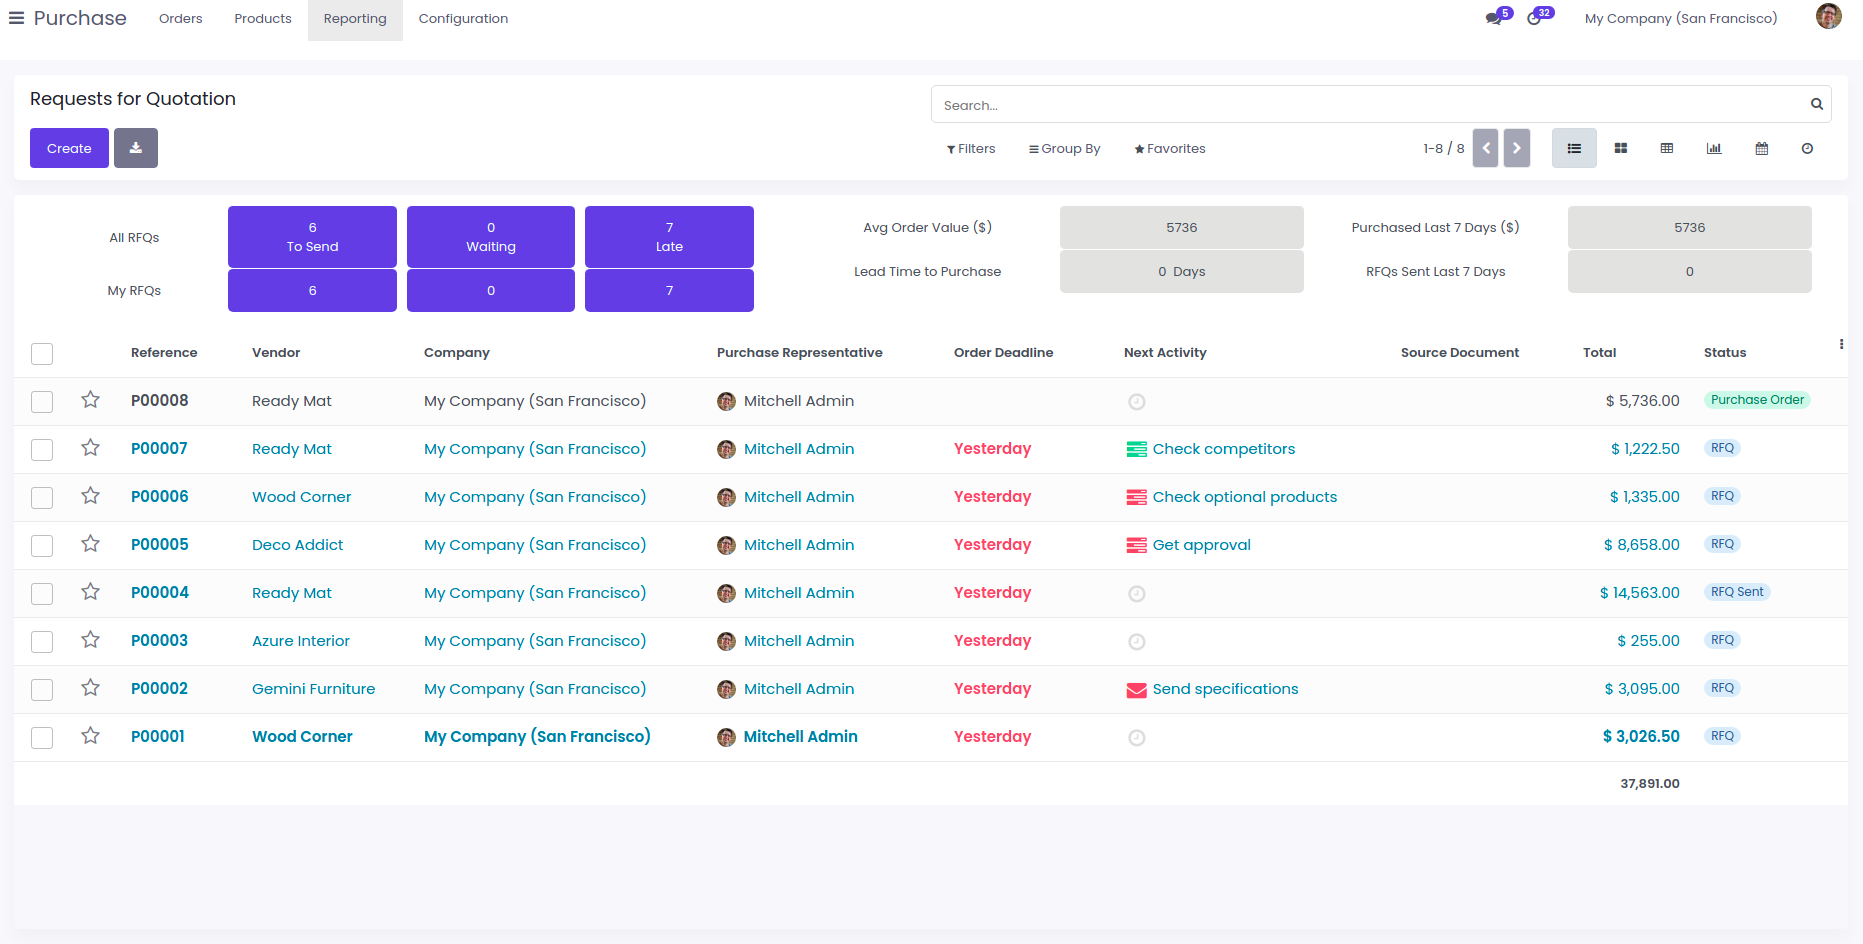 Purchase Orders Products Reporting Configuration 5 32 My Company (San Francisco)
Requests for Quotation
Search...
Create
Filters Group By Favorites 1-8 / 8
All RFQs 6 To Send 0 Waiting 7 Late
My RFQs 6 0 7
Avg Order Value ($) 5736 Purchased Last 7 Days ($) 5736
Lead Time to Purchase 0 Days RFQs Sent Last 7 Days 0
Reference Vendor Company Purchase Representative Order Deadline Next Activity Source Document Total Status
P00008 Ready Mat My Company (San Francisco) Mitchell Admin $ 5,736.00 Purchase Order
P00007 Ready Mat My Company (San Francisco) Mitchell Admin Yesterday Check competitors $ 1,222.50 RFQ
P00006 Wood Corner My Company (San Francisco) Mitchell Admin Yesterday Check optional products $ 1,335.00 RFQ
P00005 Deco Addict My Company (San Francisco) Mitchell Admin Yesterday Get approval $ 8,658.00 RFQ
P00004 Ready Mat My Company (San Francisco) Mitchell Admin Yesterday $ 14,563.00 RFQ Sent
P00003 Azure Interior My Company (San Francisco) Mitchell Admin Yesterday $ 255.00 RFQ
P00002 Gemini Furniture My Company (San Francisco) Mitchell Admin Yesterday Send specifications $ 3,095.00 RFQ
P00001 Wood Corner My Company (San Francisco) Mitchell Admin Yesterday $ 3,026.50 RFQ
37,891.00